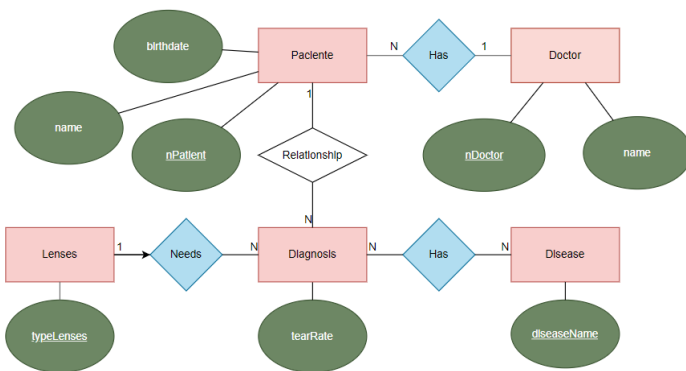 birthdate
Paciente
N
Has
1
Doctor
name
1
nPatient
Relationship
nDoctor
name
N
Lenses
1
Needs
N
Diagnosis
N
Has
N
Disease
typeLenses
tearRate
diseaseName